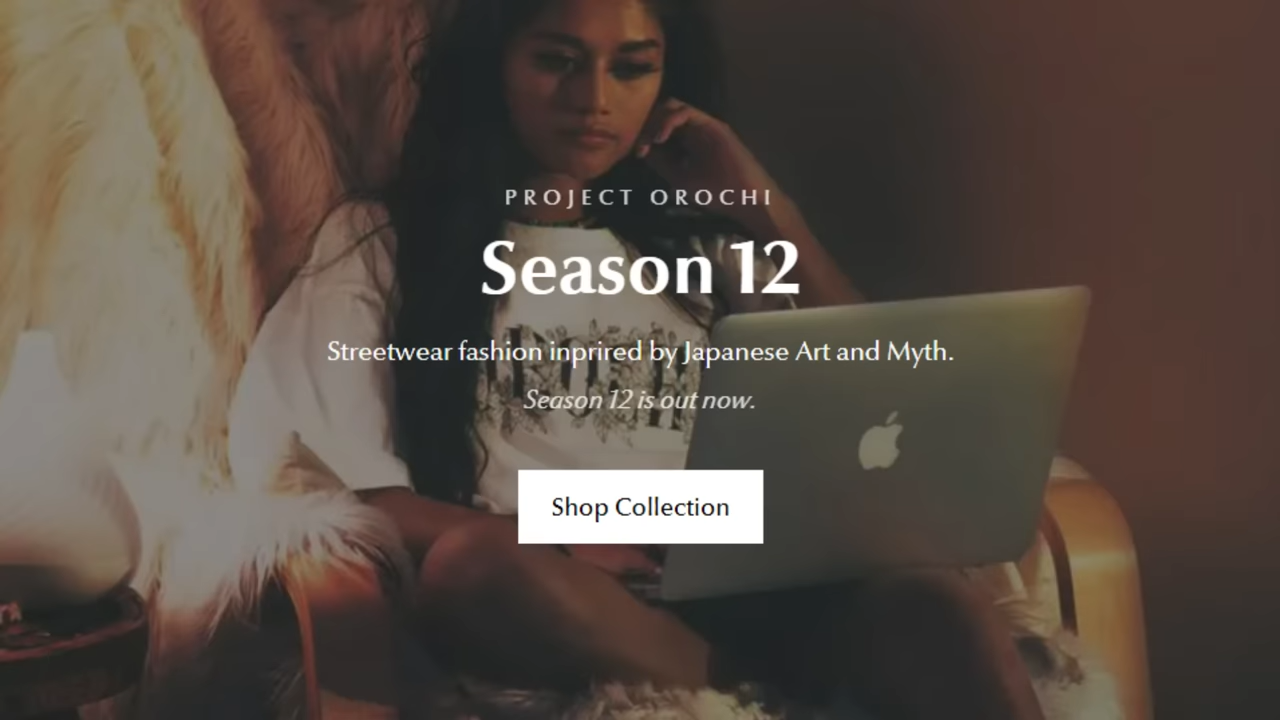 PROJECT OROCHI
Season 12
Streetwear fashion inprired by Japanese Art and Myth.
Season 12 is out now.
Shop Collection